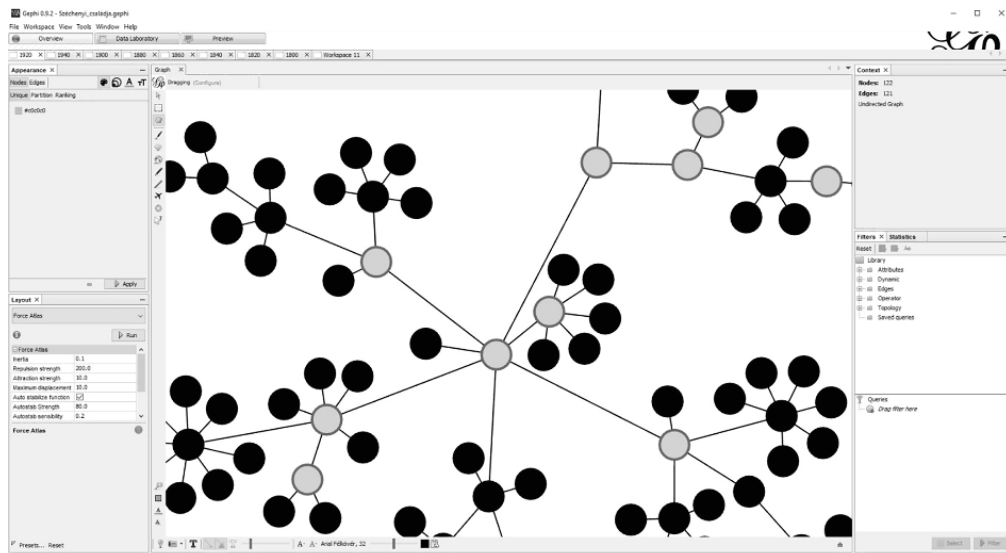 Gephi 0.9.2 - Széchenyi_családja.gephi
File Workspace View Tools Window Help
Overview Data Laboratory Preview
1920 1940 1900 1880 1860 1840 1820 1800 Workspace 11
Appearance
Nodes Edges
Unique Partition Ranking
#c0c0c0
Apply
Layout
Force Atlas
Run
Force Atlas
Inertia 0.1
Repulsion strength 200.0
Attraction strength 10.0
Maximum displacement 10.0
Auto stabilize function
Autostab Strength 80.0
Autostab sensibility 0.2
Force Atlas
Presets... Reset
Graph
Dragging (Configure)
A- A- Arial Félkövér, 32
Context
Nodes: 122
Edges: 121
Undirected Graph
Filters Statistics
Reset
Library
Attributes
Dynamic
Edges
Operator
Topology
Saved queries
Queries
Drag filter here
Select Filter